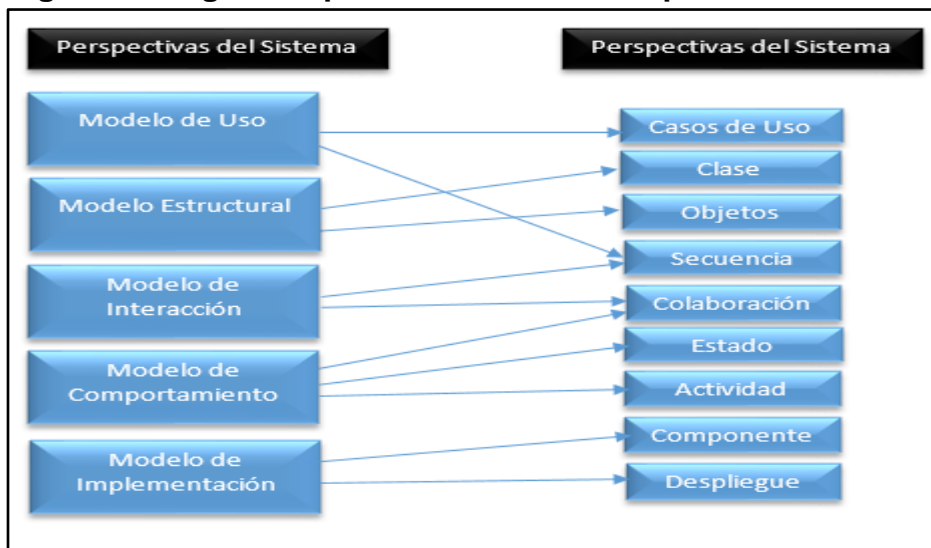 Perspectivas del Sistema
Perspectivas del Sistema
Modelo de Uso
Modelo Estructural
Modelo de
Interacción
Modelo de
Comportamiento
Modelo de
Implementación
Casos de Uso
Clase
Objetos
Secuencia
Colaboración
Estado
Actividad
Componente
Despliegue